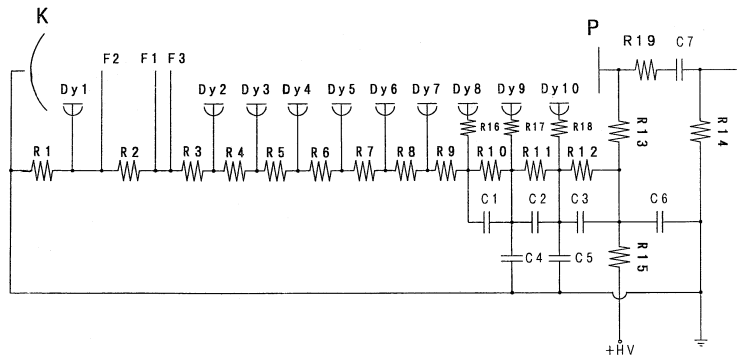 K
P
R19 C7
F2 F1 F3
Dy1 Dy2 Dy3 Dy4 Dy5 Dy6 Dy7 Dy8 Dy9 Dy10
R16 R17 R18
R13 R14
R1 R2 R3 R4 R5 R6 R7 R8 R9 R10 R11 R12
C1 C2 C3 C6
C4 C5 R15
+HV